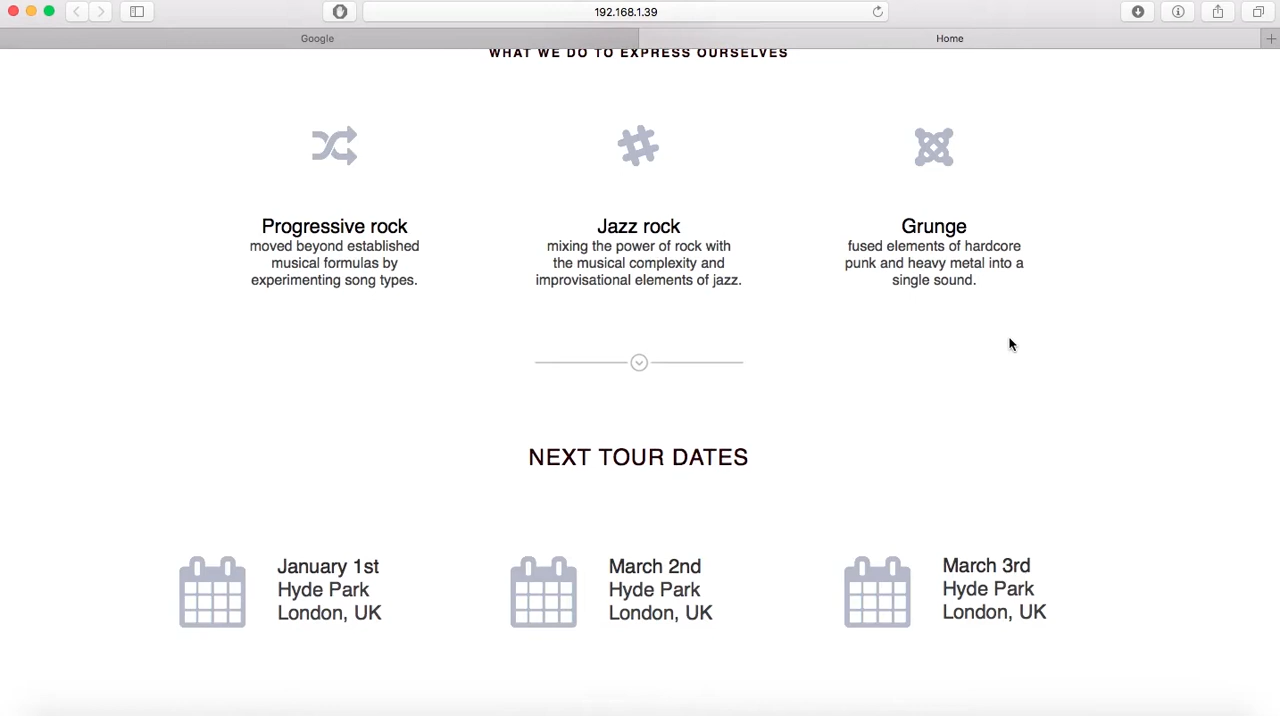 192.168.1.39
Google
Home
WHAT WE DO TO EXPRESS OURSELVES
Progressive rock
moved beyond established
musical formulas by
experimenting song types.
Jazz rock
mixing the power of rock with
the musical complexity and
improvisational elements of jazz.
Grunge
fused elements of hardcore
punk and heavy metal into a
single sound.
NEXT TOUR DATES
January 1st
Hyde Park
London, UK
March 2nd
Hyde Park
London, UK
March 3rd
Hyde Park
London, UK